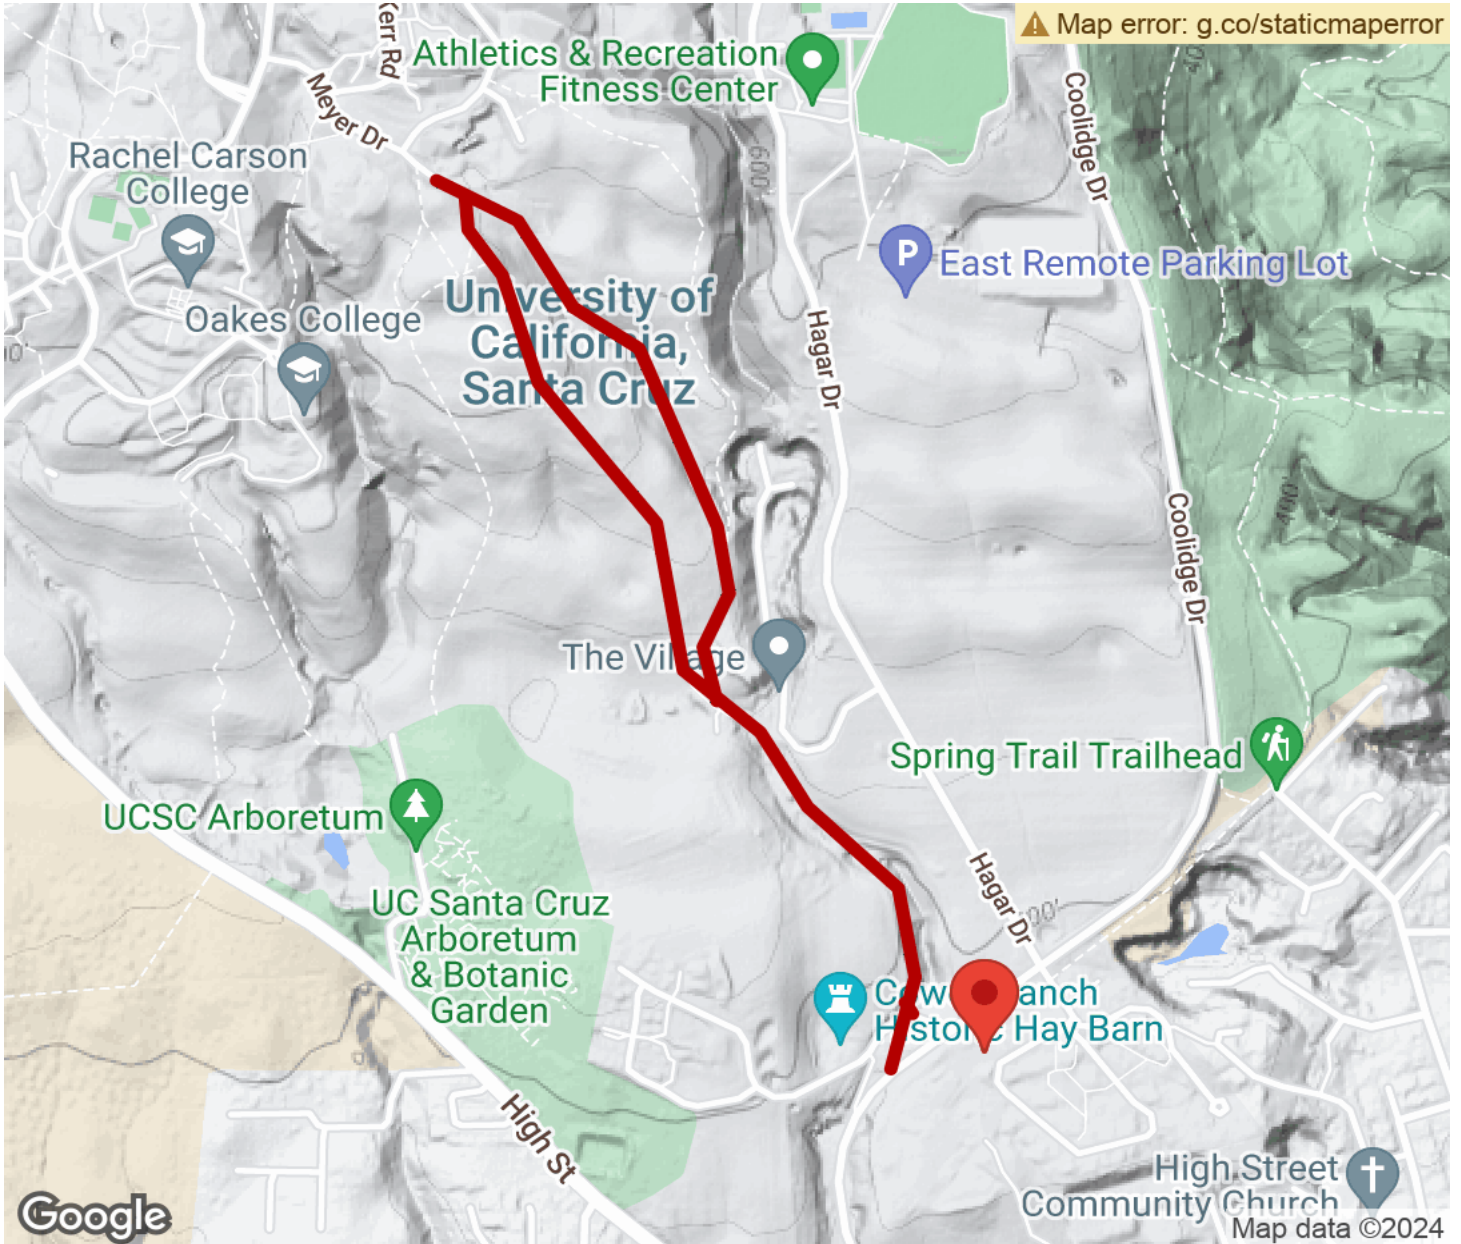 Map error: g.co/staticmaperror
Kerr Rd
Athletics & Recreation
Fitness Center
Meyer Dr
Coolidge Dr
Rachel Carson
College
600'
University of
California,
Santa Cruz
East Remote Parking Lot
Oakes College
Hagar Dr
400'
Coolidge Dr
The Village
Spring Trail Trailhead
UCSC Arboretum
Hagar Dr
UC Santa Cruz
Arboretum
& Botanic
Garden
Historic Hay Barn
High St
High Street
Community Church
Google
Map data ©2024